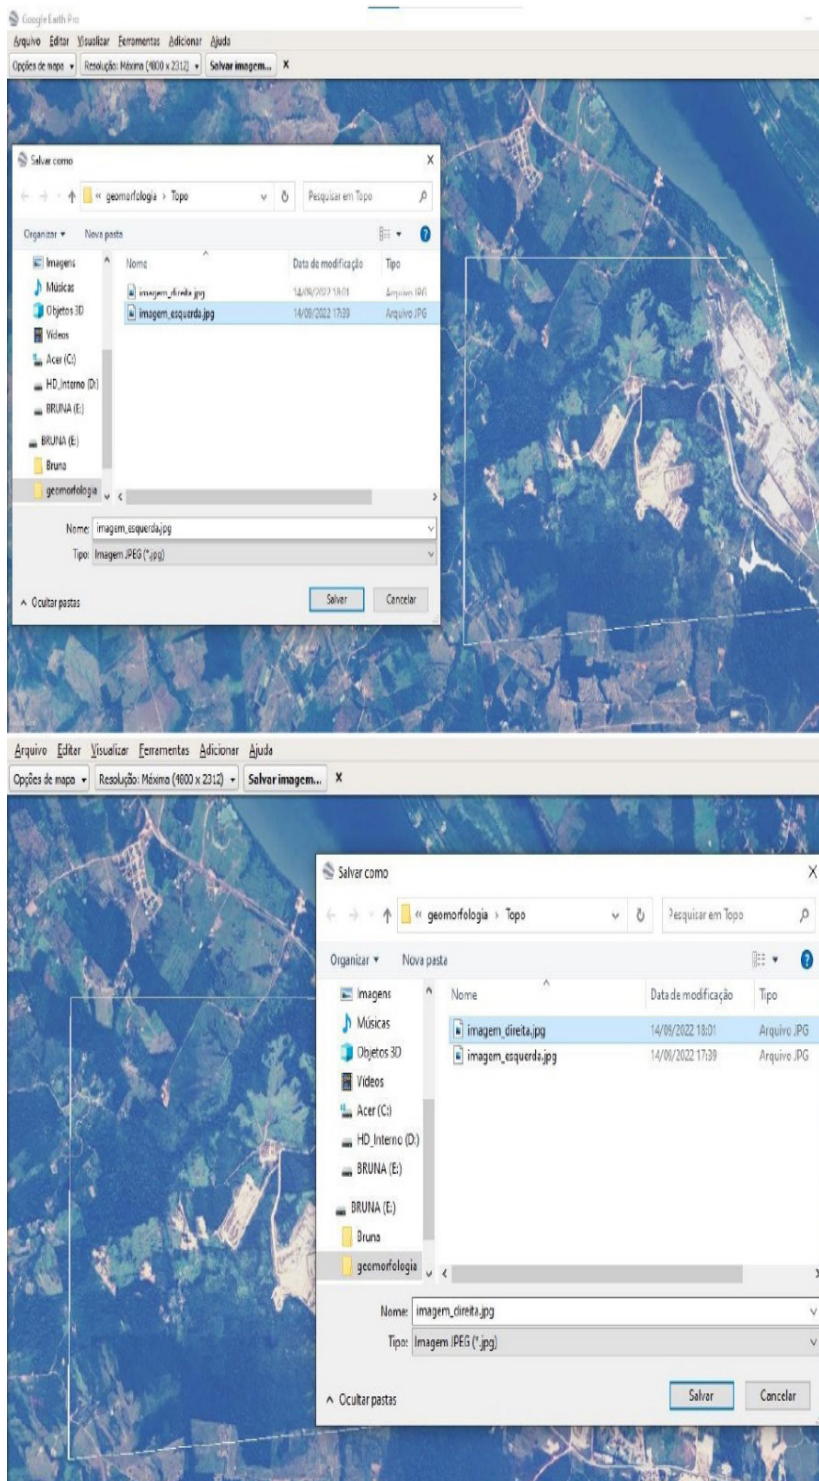 Google Earth Pro
Arquivo Editar Visualizar Ferramentas Adicionar Ajuda
Opções de mapa Resolução: Máxima (4800 x 2312) Salvar imagem... X
Salvar como X
« geomorfologia › Topo Pesquisar em Topo
Organizar Nova pasta ?
Imagens Nome Data de modificação Tipo
Músicas imagem_direita.jpg 14/09/2022 18:01 Arquivo JPG
Objetos 3D imagem_esquerda.jpg 14/09/2022 17:39 Arquivo JPG
Vídeos
Acer (C:)
HD_Interno (D:)
BRUNA (E:)
BRUNA (E:)
Bruna
geomorfologia
Nome: imagem_esquerda.jpg
Tipo: Imagem JPEG (*.jpg)
Ocultar pastas Salvar Cancelar
Arquivo Editar Visualizar Ferramentas Adicionar Ajuda
Opções de mapa Resolução: Máxima (4800 x 2312) Salvar imagem... X
Salvar como X
« geomorfologia › Topo Pesquisar em Topo
Organizar Nova pasta ?
Imagens Nome Data de modificação Tipo
Músicas imagem_direita.jpg 14/09/2022 18:01 Arquivo JPG
Objetos 3D imagem_esquerda.jpg 14/09/2022 17:39 Arquivo JPG
Vídeos
Acer (C:)
HD_Interno (D:)
BRUNA (E:)
BRUNA (E:)
Bruna
geomorfologia
Nome: imagem_direita.jpg
Tipo: Imagem JPEG (*.jpg)
Ocultar pastas Salvar Cancelar